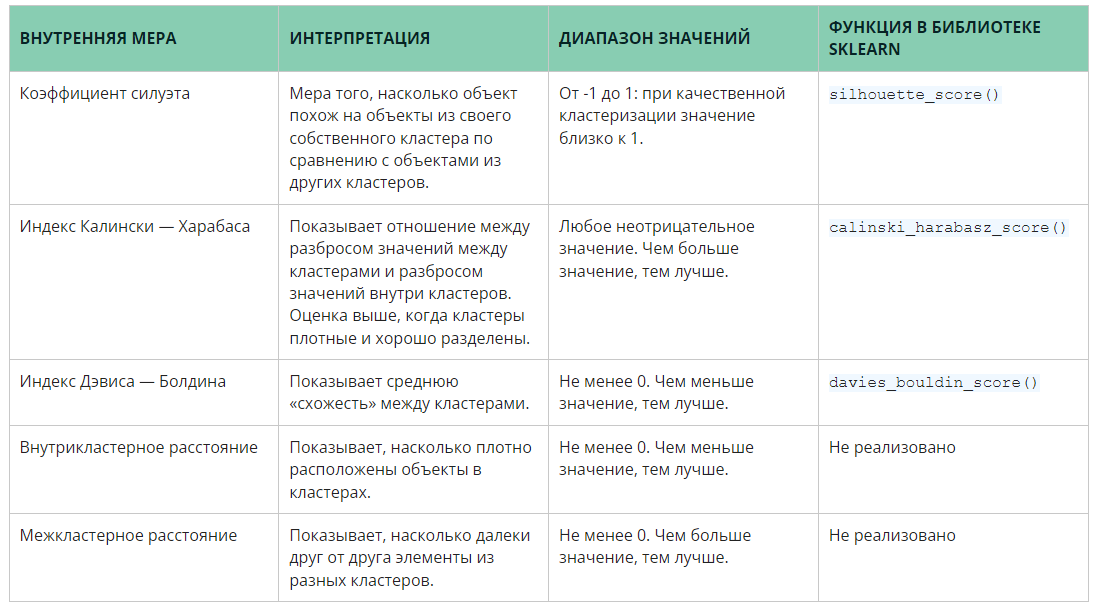 ВНУТРЕННЯЯ МЕРА
ИНТЕРПРЕТАЦИЯ
ДИАПАЗОН ЗНАЧЕНИЙ
ФУНКЦИЯ В БИБЛИОТЕКЕ
SKLEARN
Коэффициент силуэта
Мера того, насколько объект
похож на объекты из своего
собственного кластера по
сравнению с объектами из
других кластеров.
От -1 до 1: при качественной
кластеризации значение
близко к 1.
silhouette_score()
Индекс Калински — Харабаса
Показывает отношение между
разбросом значений между
кластерами и разбросом
значений внутри кластеров.
Оценка выше, когда кластеры
плотные и хорошо разделены.
Любое неотрицательное
значение. Чем больше
значение, тем лучше.
calinski_harabasz_score()
Индекс Дэвиса — Болдина
Показывает среднюю
«схожесть» между кластерами.
Не менее 0. Чем меньше
значение, тем лучше.
davies_bouldin_score()
Внутрикластерное расстояние
Показывает, насколько плотно
расположены объекты в
кластерах.
Не менее 0. Чем меньше
значение, тем лучше.
Не реализовано
Межкластерное расстояние
Показывает, насколько далеки
друг от друга элементы из
разных кластеров.
Не менее 0. Чем больше
значение, тем лучше.
Не реализовано